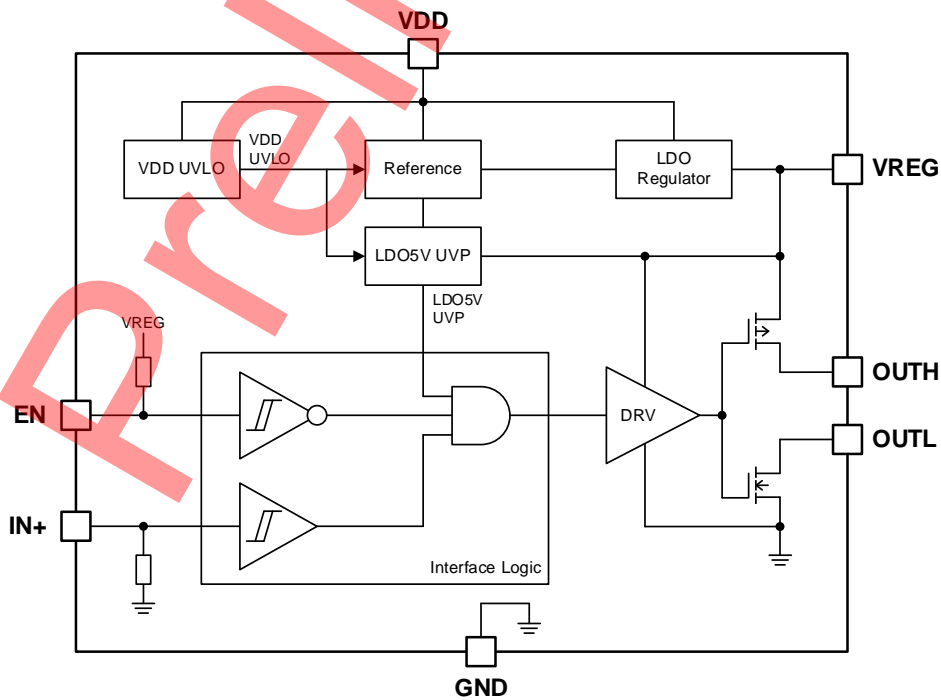 VDD
VDD
UVLO
VDD UVLO
Reference
LDO
Regulator
VREG
LDO5V UVP
LDO5V
UVP
VREG
OUTH
EN
DRV
OUTL
IN+
Interface Logic
GND
Prel